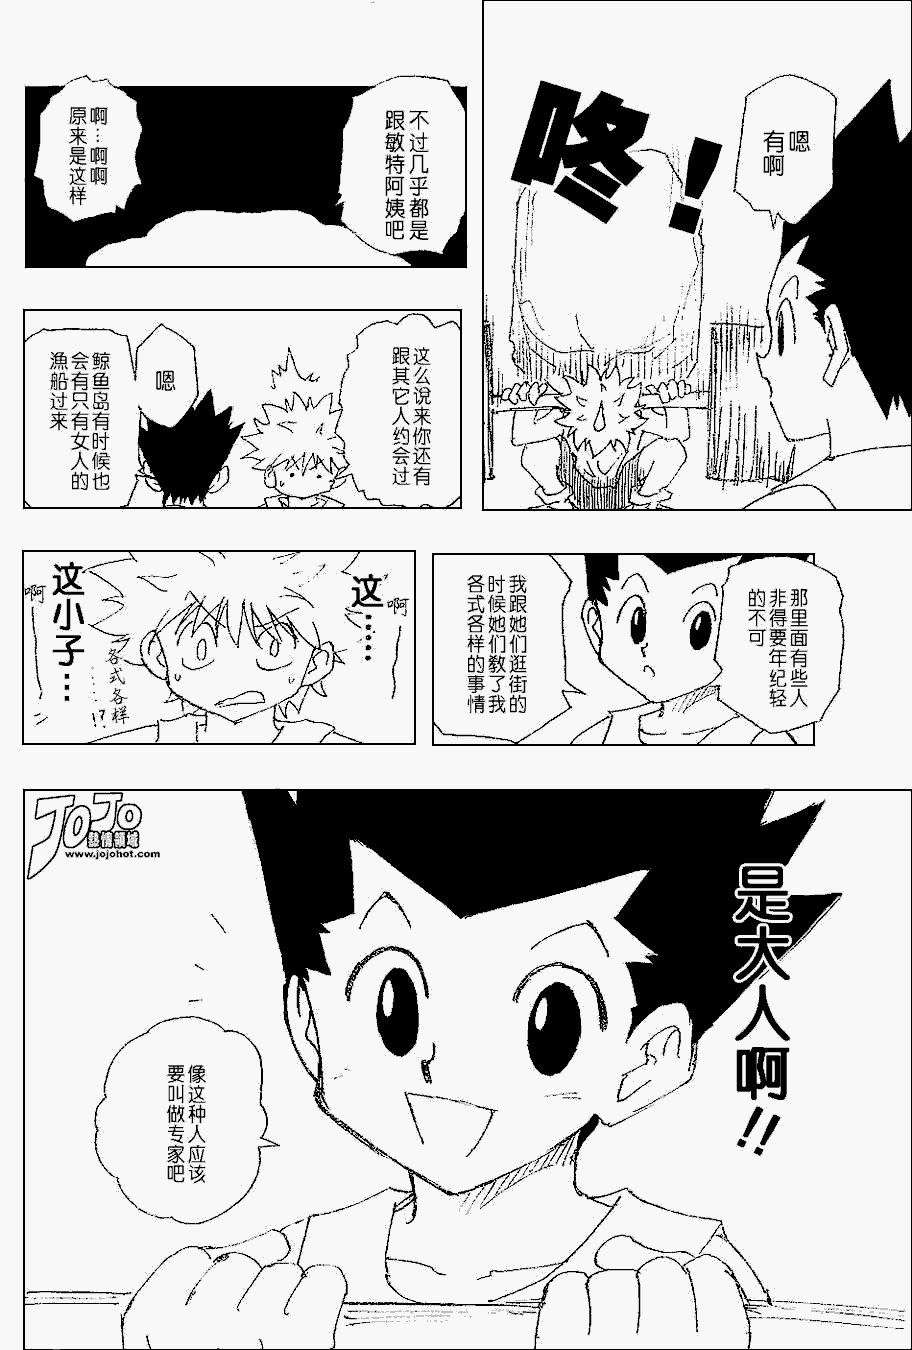 嗯
有啊
咚！
不过几乎都是
跟敏特阿姨吧
啊…啊啊
原来是这样
这么说来你还有
跟其它人约会过
嗯
鲸鱼岛有时候也
会有只有女人的
渔船过来
那里面有些人
非得要年纪轻
的不可
我跟她们逛街的
时候她们教了我
各式各样的事情
啊
这……
各式各样
……!?
这小子…
啊
JOJO
熱情領域
www.jojohot.com
是大人啊!!
像这种人应该
要叫做专家吧